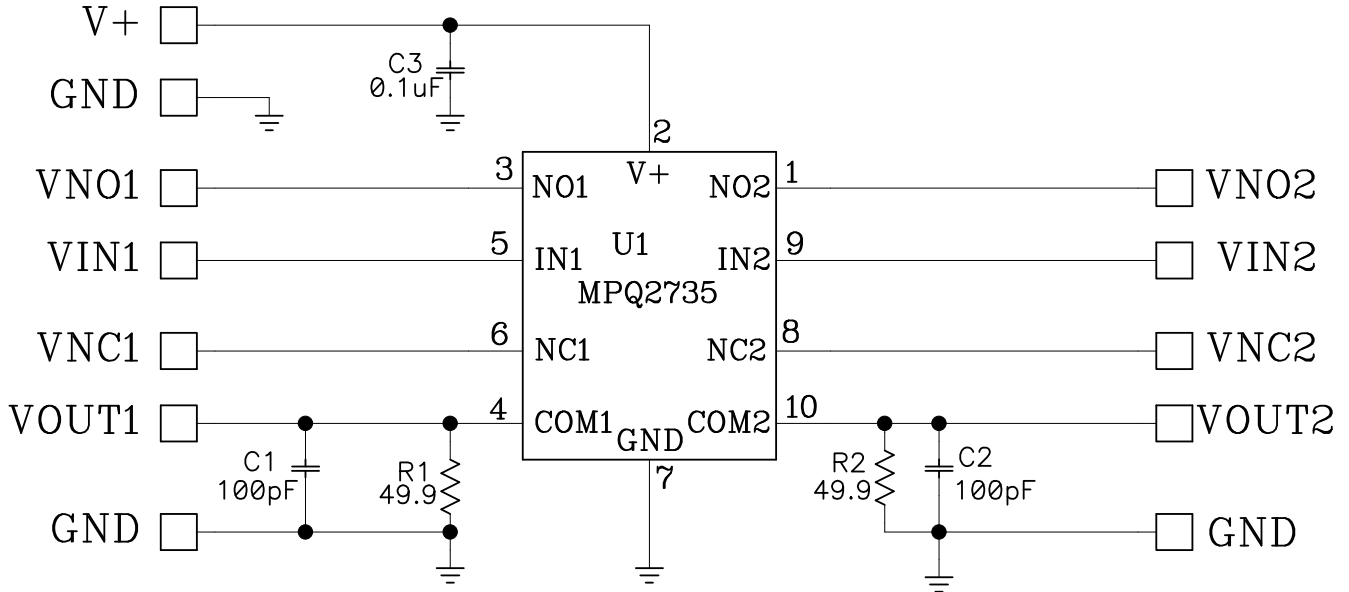 V+
C3
0.1uF
GND
2
VNO1
3
NO1
V+
NO2
1
VNO2
VIN1
5
IN1
U1
IN2
9
VIN2
MPQ2735
VNC1
6
NC1
NC2
8
VNC2
VOUT1
4
COM1
GND
COM2
10
VOUT2
C1
100pF
R1
49.9
7
R2
49.9
C2
100pF
GND
GND